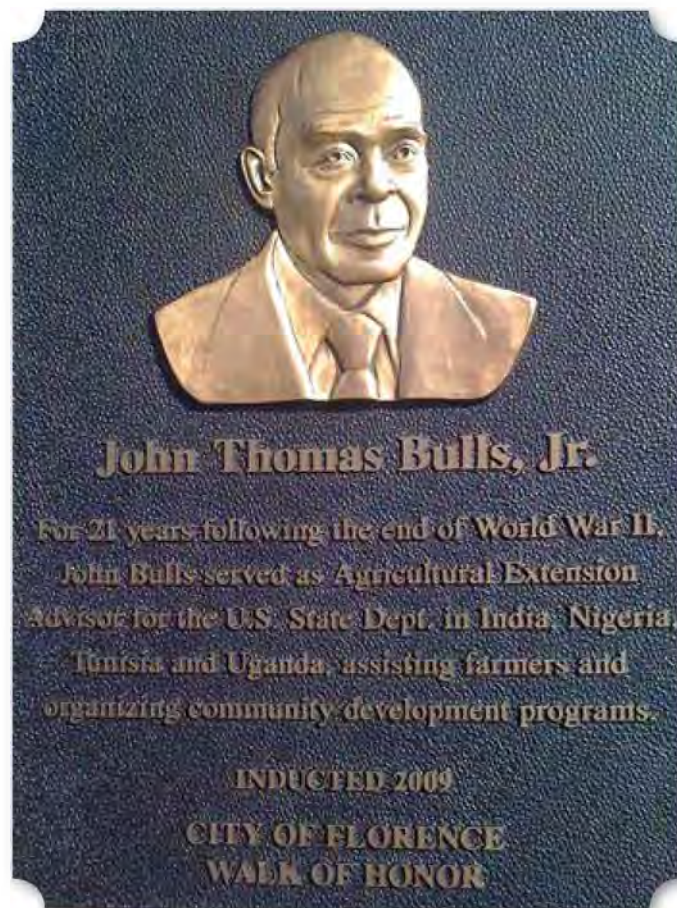 John Thomas Bulls, Jr.
For 21 years following the end of World War II,
John Bulls served as Agricultural Extension
Advisor for the U.S. State Dept. in India, Nigeria,
Tunisia and Uganda, assisting farmers and
organizing community development programs.
INDUCTED 2009
CITY OF FLORENCE
WALK OF HONOR